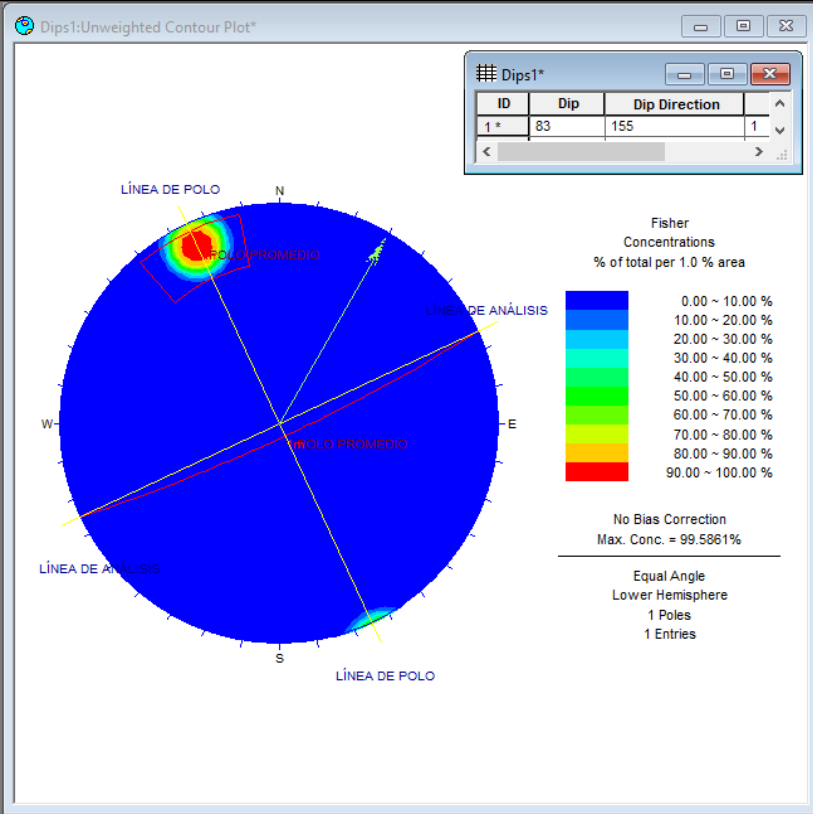 Dips1:Unweighted Contour Plot*
Dips1*
ID Dip Dip Direction
1 * 83 155 1
LÍNEA DE POLO
N
Fisher
Concentrations
% of total per 1.0 % area
POLO PROMEDIO
LÍNEA DE ANÁLISIS
0.00 ~ 10.00 %
10.00 ~ 20.00 %
20.00 ~ 30.00 %
30.00 ~ 40.00 %
40.00 ~ 50.00 %
50.00 ~ 60.00 %
60.00 ~ 70.00 %
70.00 ~ 80.00 %
80.00 ~ 90.00 %
90.00 ~ 100.00 %
W
E
POLO PROMEDIO
No Bias Correction
Max. Conc. = 99.5861%
LÍNEA DE ANÁLISIS
Equal Angle
Lower Hemisphere
1 Poles
1 Entries
S
LÍNEA DE POLO